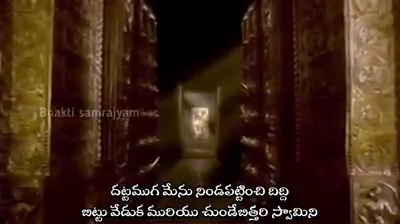 Bhakti samrajyam
దట్టముగ మేను నిండపట్టించి దిద్ది
బిట్టు వేడుక మురియు చుండేబిత్తరి స్వామిని